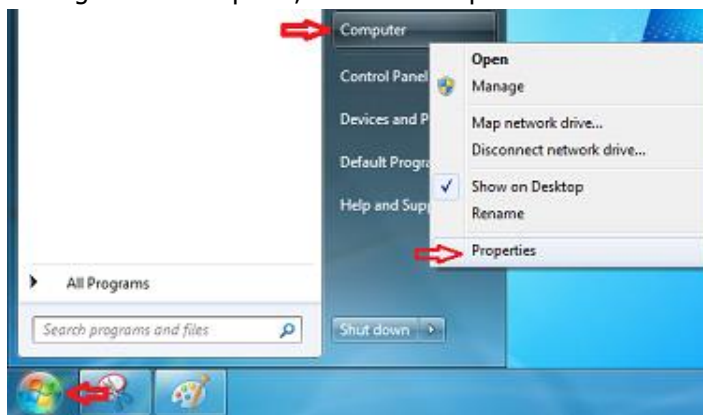 Computer
Control Panel
Devices and P
Default Progra
Help and Supp
Open
Manage
Map network drive...
Disconnect network drive...
Show on Desktop
Rename
Properties
All Programs
Search programs and files
Shut down